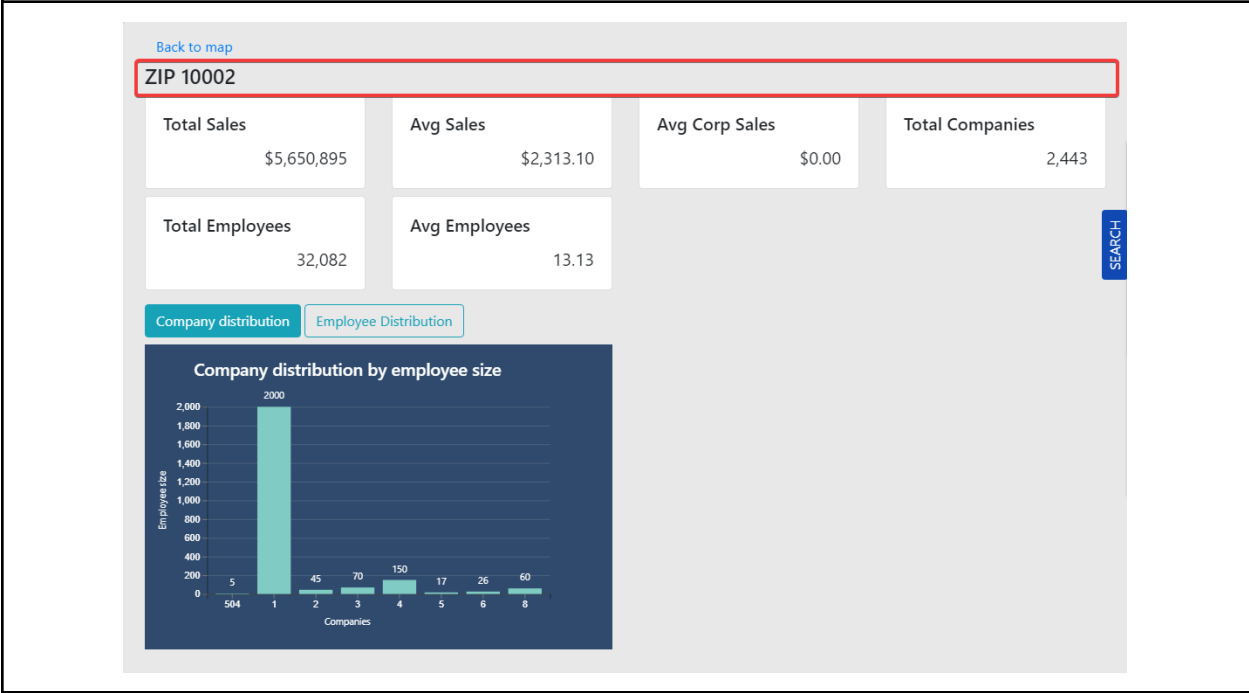 Back to map
ZIP 10002
Total Sales
$5,650,895
Avg Sales
$2,313.10
Avg Corp Sales
$0.00
Total Companies
2,443
Total Employees
32,082
Avg Employees
13.13
SEARCH
Company distribution
Employee Distribution
Company distribution by employee size
2000
2,000
1,800
1,600
1,400
1,200
1,000
800
600
400
200
0
Employee size
5
45
70
150
17
26
60
504 1 2 3 4 5 6 8
Companies